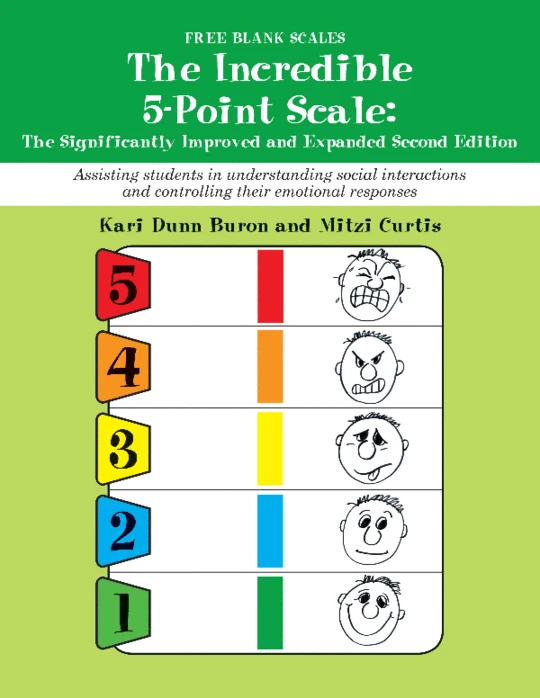 FREE BLANK SCALES
The Incredible
5-Point Scale:
The Significantly Improved and Expanded Second Edition
Assisting students in understanding social interactions
and controlling their emotional responses
Kari Dunn Buron and Mitzi Curtis
5
4
3
2
1